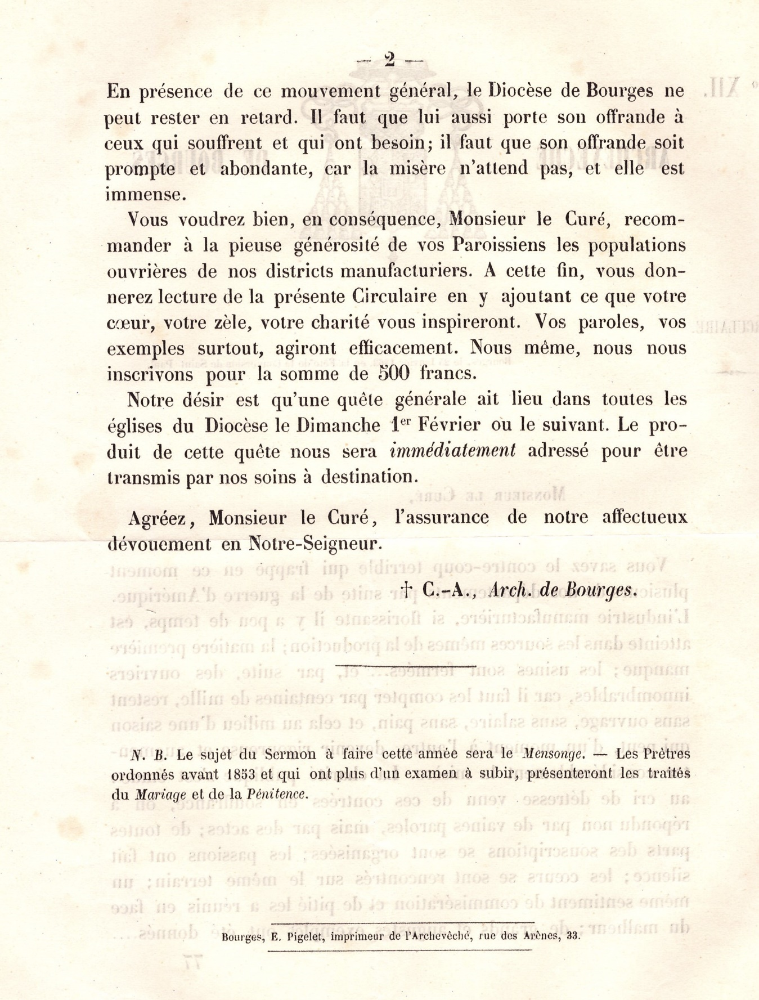 — 2 —
En présence de ce mouvement général, le Diocèse de Bourges ne
peut rester en retard. Il faut que lui aussi porte son offrande à
ceux qui souffrent et qui ont besoin; il faut que son offrande soit
prompte et abondante, car la misère n'attend pas, et elle est
immense.
Vous voudrez bien, en conséquence, Monsieur le Curé, recom-
mander à la pieuse générosité de vos Paroissiens les populations
ouvrières de nos districts manufacturiers. A cette fin, vous don-
nerez lecture de la présente Circulaire en y ajoutant ce que votre
cœur, votre zèle, votre charité vous inspireront. Vos paroles, vos
exemples surtout, agiront efficacement. Nous même, nous nous
inscrivons pour la somme de 500 francs.
Notre désir est qu'une quête générale ait lieu dans toutes les
églises du Diocèse le Dimanche 1er Février ou le suivant. Le pro-
duit de cette quête nous sera immédiatement adressé pour être
transmis par nos soins à destination.
Agréez, Monsieur le Curé, l'assurance de notre affectueux
dévouement en Notre-Seigneur.
† C.-A., Arch. de Bourges.
N. B. Le sujet du Sermon à faire cette année sera le Mensonge. — Les Prêtres
ordonnés avant 1853 et qui ont plus d'un examen à subir, présenteront les traités
du Mariage et de la Pénitence.
Bourges, E. Pigelet, imprimeur de l'Archevêché, rue des Arènes, 33.